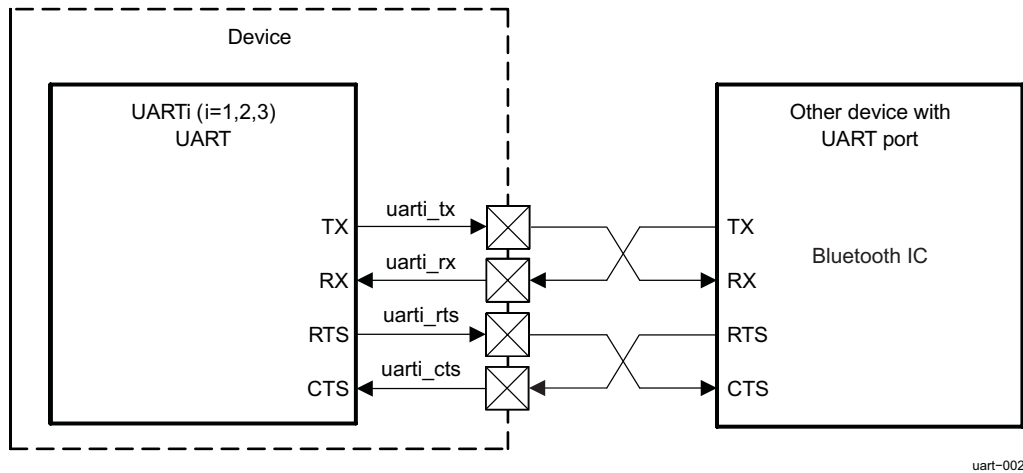 Device
UARTi (i=1,2,3)
UART
Other device with
UART port
uarti_tx
TX
TX
Bluetooth IC
uarti_rx
RX
RX
uarti_rts
RTS
RTS
uarti_cts
CTS
CTS
uart−002